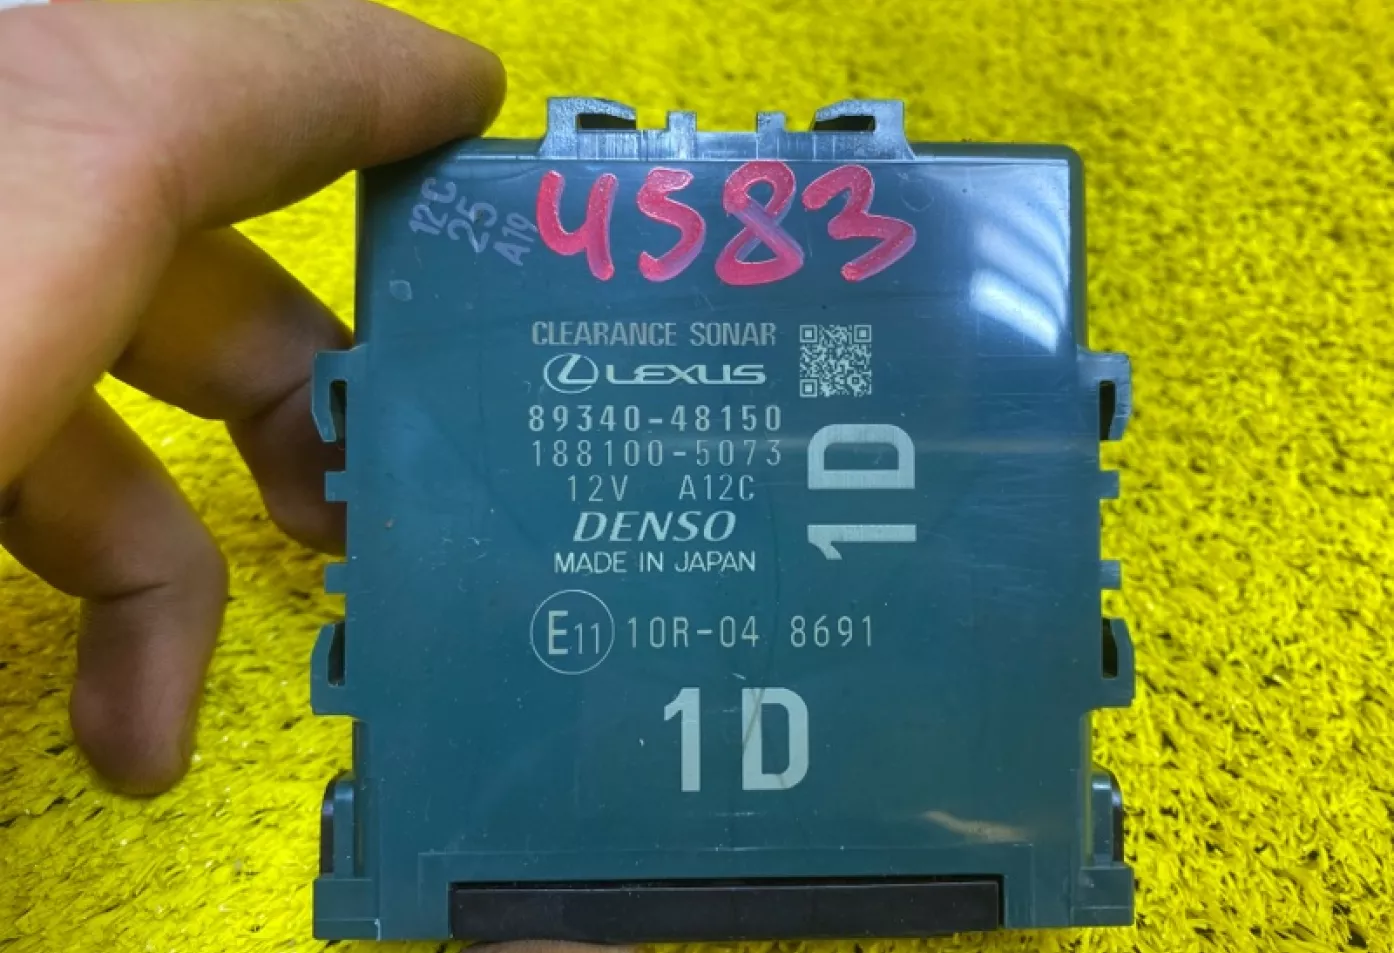 12C
25
A19
4583
CLEARANCE SONAR
LEXUS
89340-48150
188100-5073
12V A12C
DENSO
MADE IN JAPAN
1D
E11 10R-04 8691
1D